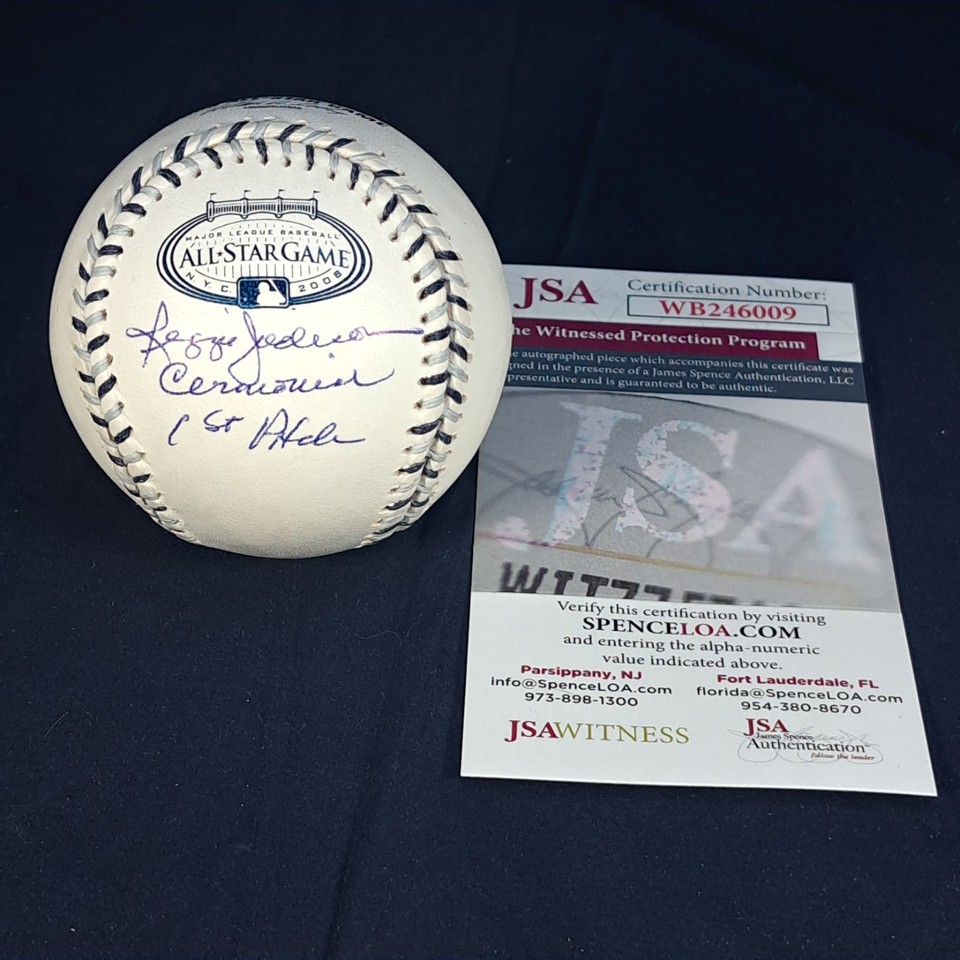 MAJOR LEAGUE BASEBALL
ALL·STAR GAME
N.Y.C. 2008
Reggie Jackson
Cermonial
1st Pitch
JSA
Certification Number:
WB246009
he Witnessed Protection Program
e autographed piece which accompanies this certificate was
gned in the presence of a James Spence Authentication, LLC
presentative and is guaranteed to be authentic.
JSA
Verify this certification by visiting
SPENCELOA.COM
and entering the alpha-numeric
value indicated above.
Parsippany, NJ
info@SpenceLOA.com
973-898-1300
Fort Lauderdale, FL
florida@SpenceLOA.com
954-380-8670
JSAWITNESS
JSA
James Spence
Authentication
follow the leader